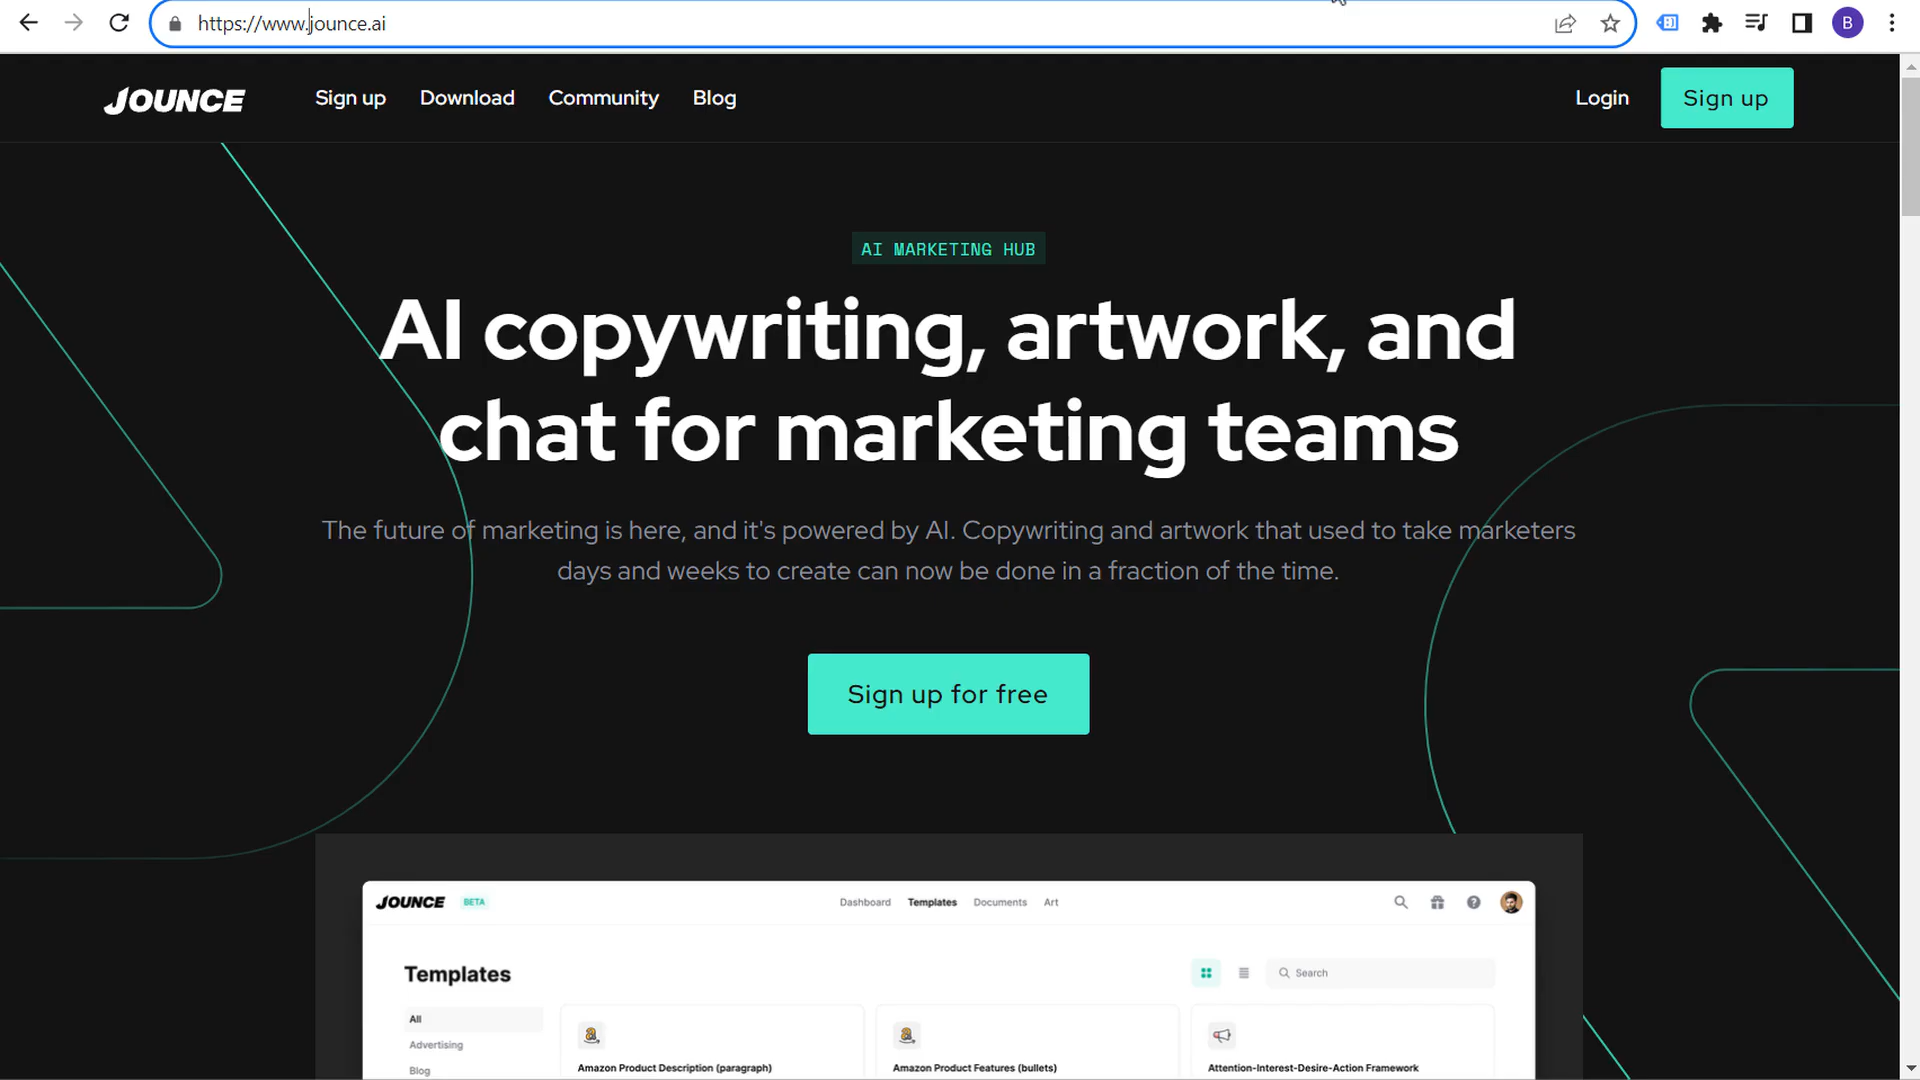 https://www.jounce.ai
B
JOUNCE Sign up Download Community Blog Login Sign up
AI MARKETING HUB
AI copywriting, artwork, and
chat for marketing teams
The future of marketing is here, and it's powered by AI. Copywriting and artwork that used to take marketers
days and weeks to create can now be done in a fraction of the time.
Sign up for free
JOUNCE BETA Dashboard Templates Documents Art
Templates
Search
All
Advertising
Blog
Amazon Product Description (paragraph)
Amazon Product Features (bullets)
Attention-Interest-Desire-Action Framework